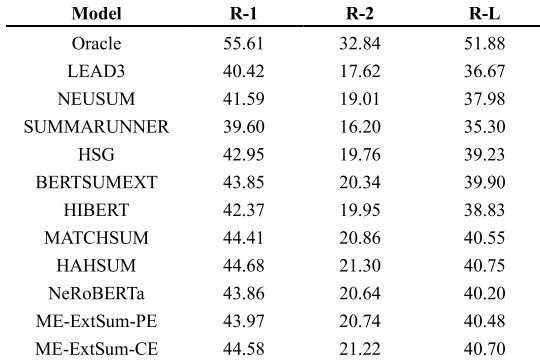 Model R-1 R-2 R-L
Oracle 55.61 32.84 51.88
LEAD3 40.42 17.62 36.67
NEUSUM 41.59 19.01 37.98
SUMMARUNNER 39.60 16.20 35.30
HSG 42.95 19.76 39.23
BERTSUMEXT 43.85 20.34 39.90
HIBERT 42.37 19.95 38.83
MATCHSUM 44.41 20.86 40.55
HAHSUM 44.68 21.30 40.75
NeRoBERTa 43.86 20.64 40.20
ME-ExtSum-PE 43.97 20.74 40.48
ME-ExtSum-CE 44.58 21.22 40.70